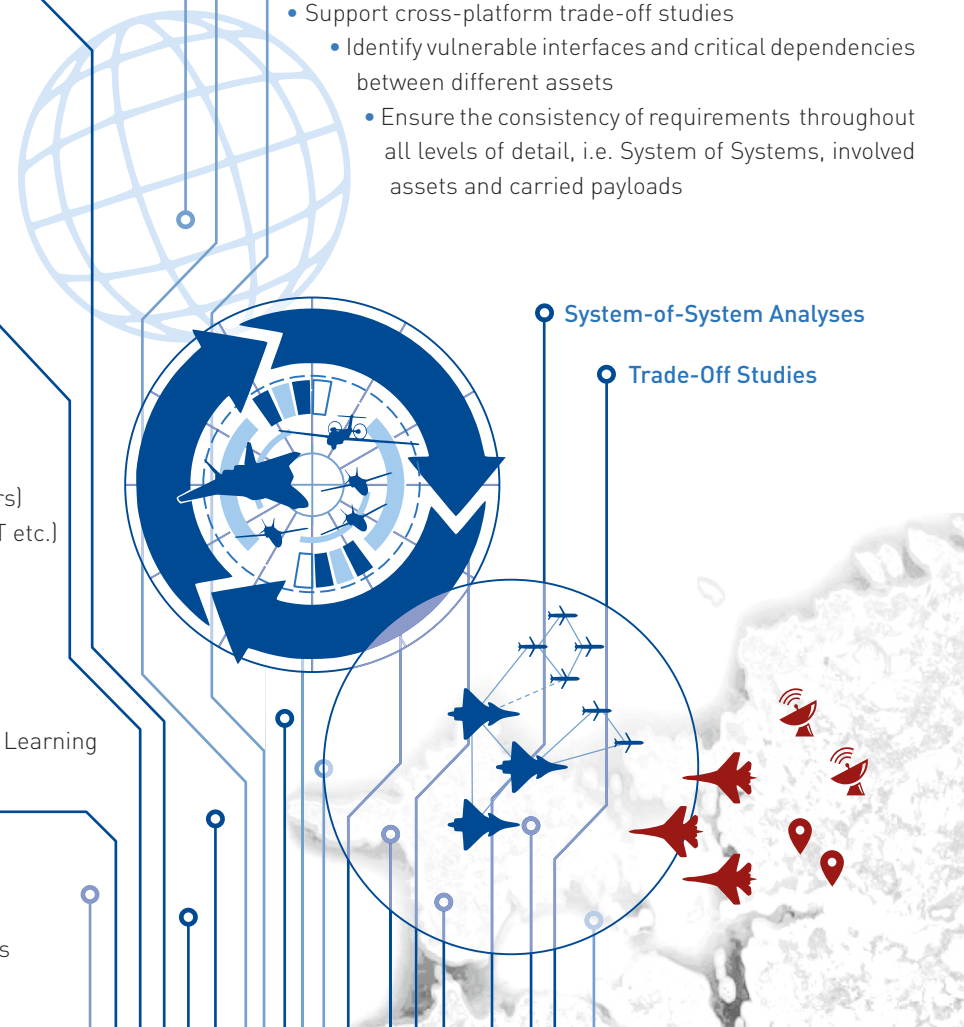 • Support cross-platform trade-off studies
• Identify vulnerable interfaces and critical dependencies
between different assets
• Ensure the consistency of requirements throughout
all levels of detail, i.e. System of Systems, involved
assets and carried payloads
System-of-System Analyses
Trade-Off Studies
rs)
T etc.)
Learning
s